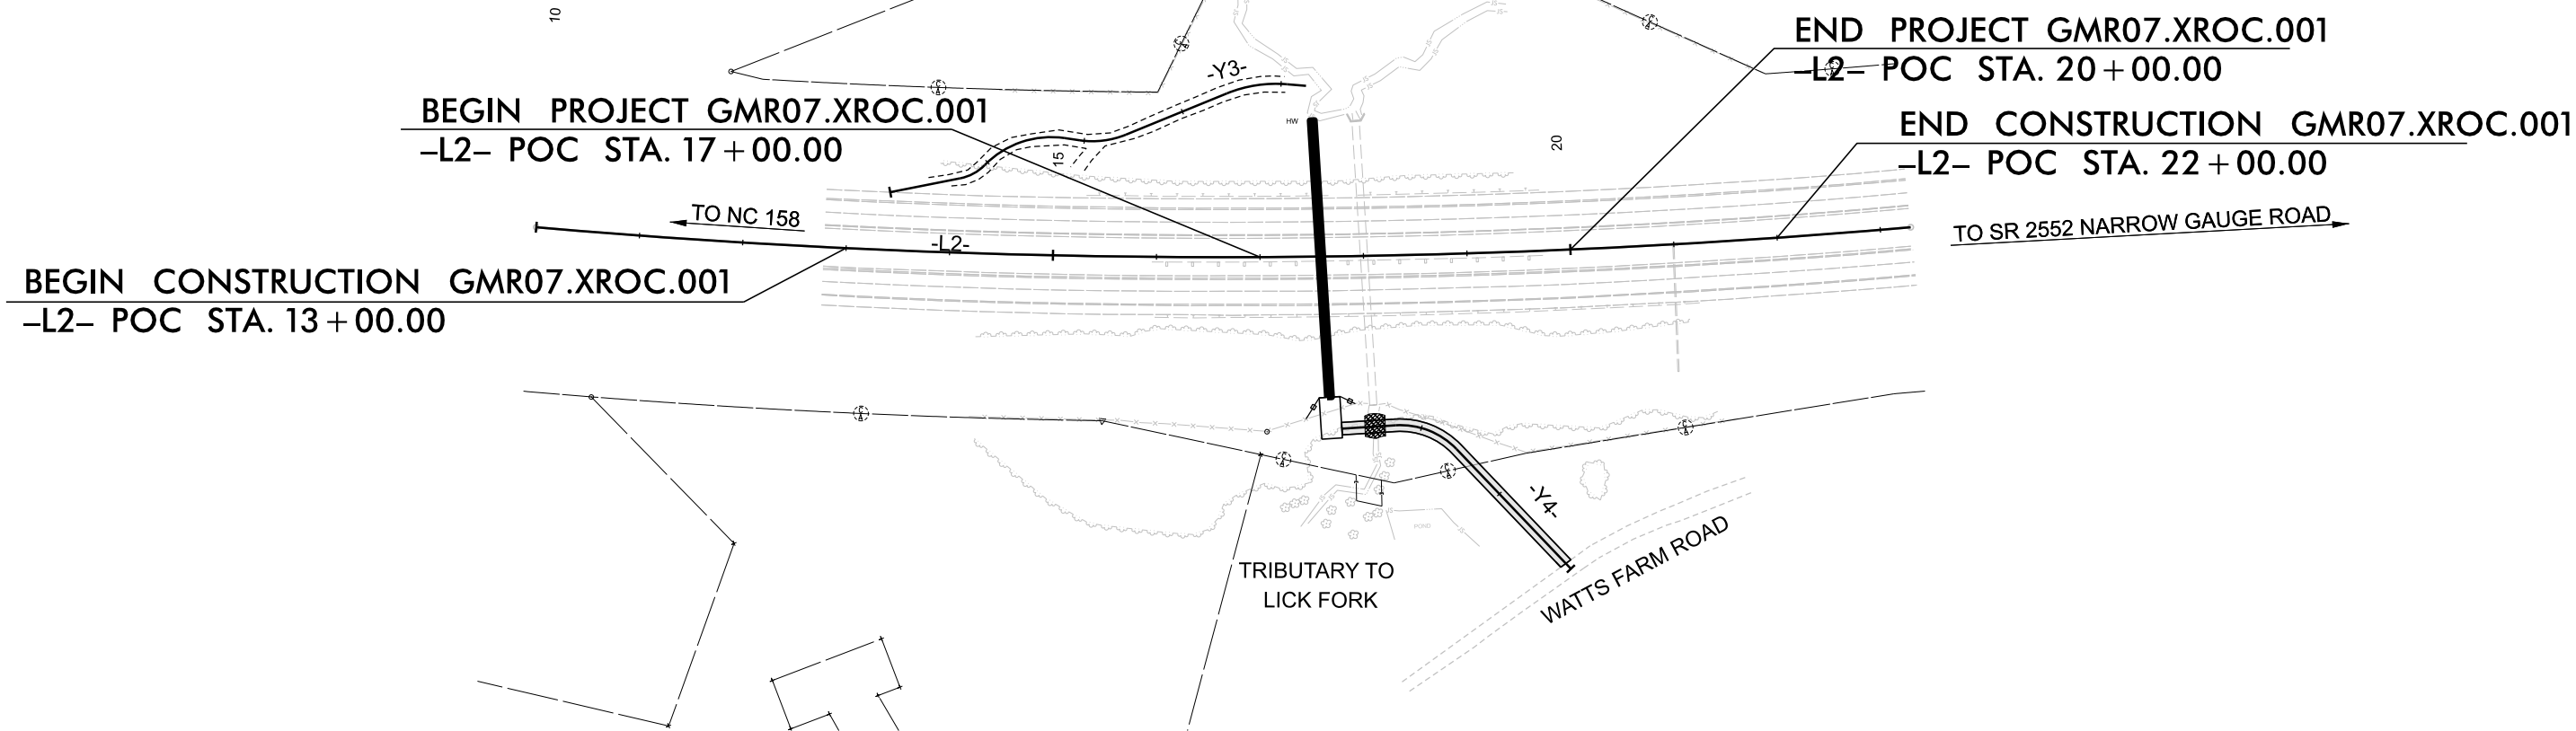 10
END PROJECT GMR07.XROC.001
–L2– POC STA. 20+00.00
-Y3-
BEGIN PROJECT GMR07.XROC.001
–L2– POC STA. 17+00.00
HW
15
20
END CONSTRUCTION GMR07.XROC.001
–L2– POC STA. 22+00.00
TO NC 158
-L2-
TO SR 2552 NARROW GAUGE ROAD
BEGIN CONSTRUCTION GMR07.XROC.001
–L2– POC STA. 13+00.00
-Y4-
POND
WATTS FARM ROAD
TRIBUTARY TO
LICK FORK